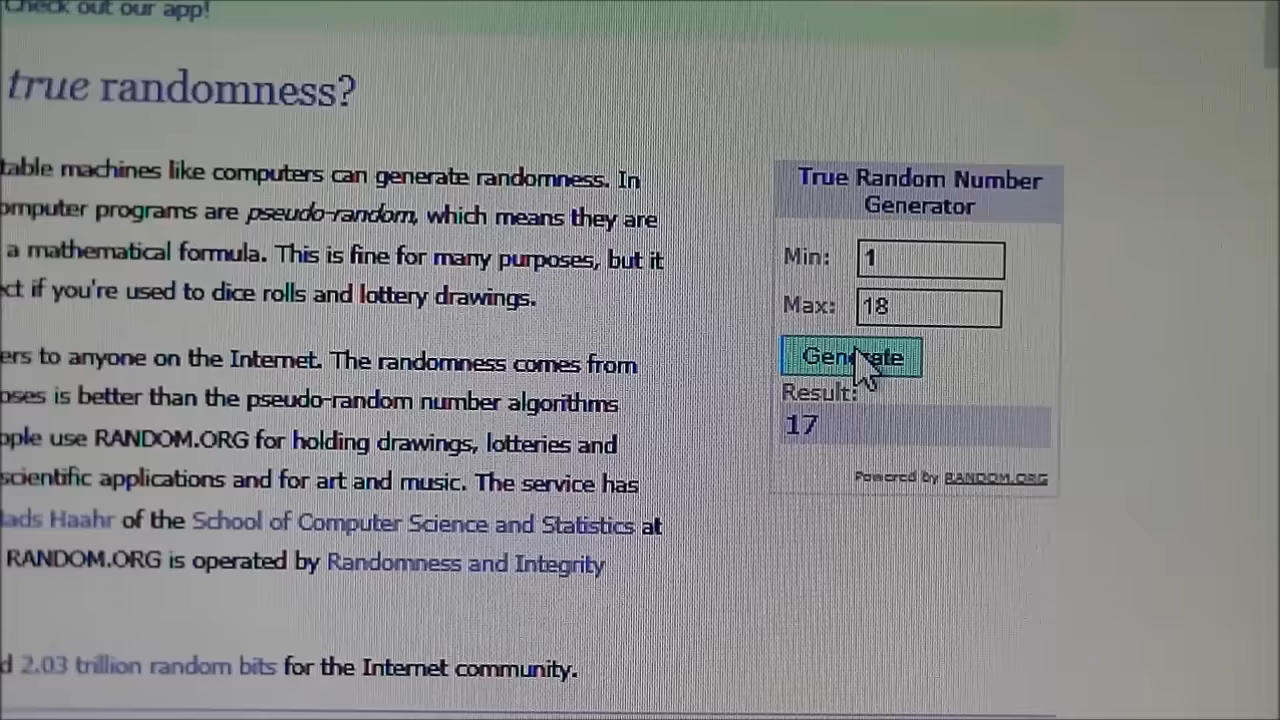 Check out our app!
true randomness?
table machines like computers can generate randomness. In
omputer programs are pseudo-random, which means they are
a mathematical formula. This is fine for many purposes, but it
ct if you're used to dice rolls and lottery drawings.
ers to anyone on the Internet. The randomness comes from
oses is better than the pseudo-random number algorithms
ople use RANDOM.ORG for holding drawings, lotteries and
scientific applications and for art and music. The service has
ads Haahr of the School of Computer Science and Statistics at
RANDOM.ORG is operated by Randomness and Integrity
d 2.03 trillion random bits for the Internet community.
True Random Number
Generator
Min: 1
Max: 18
Generate
Result:
17
Powered by RANDOM.ORG